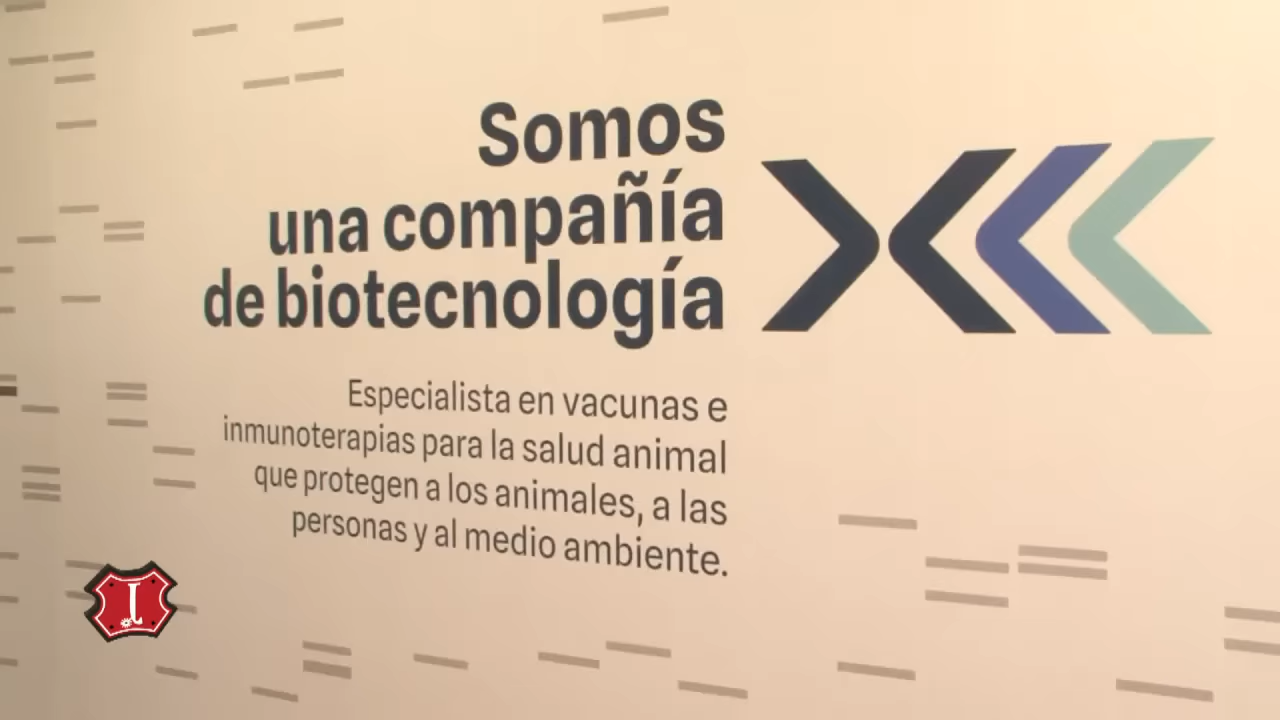 Somos
una compañía
de biotecnología
Especialista en vacunas e
inmunoterapias para la salud animal
que protegen a los animales, a las
personas y al medio ambiente.
L